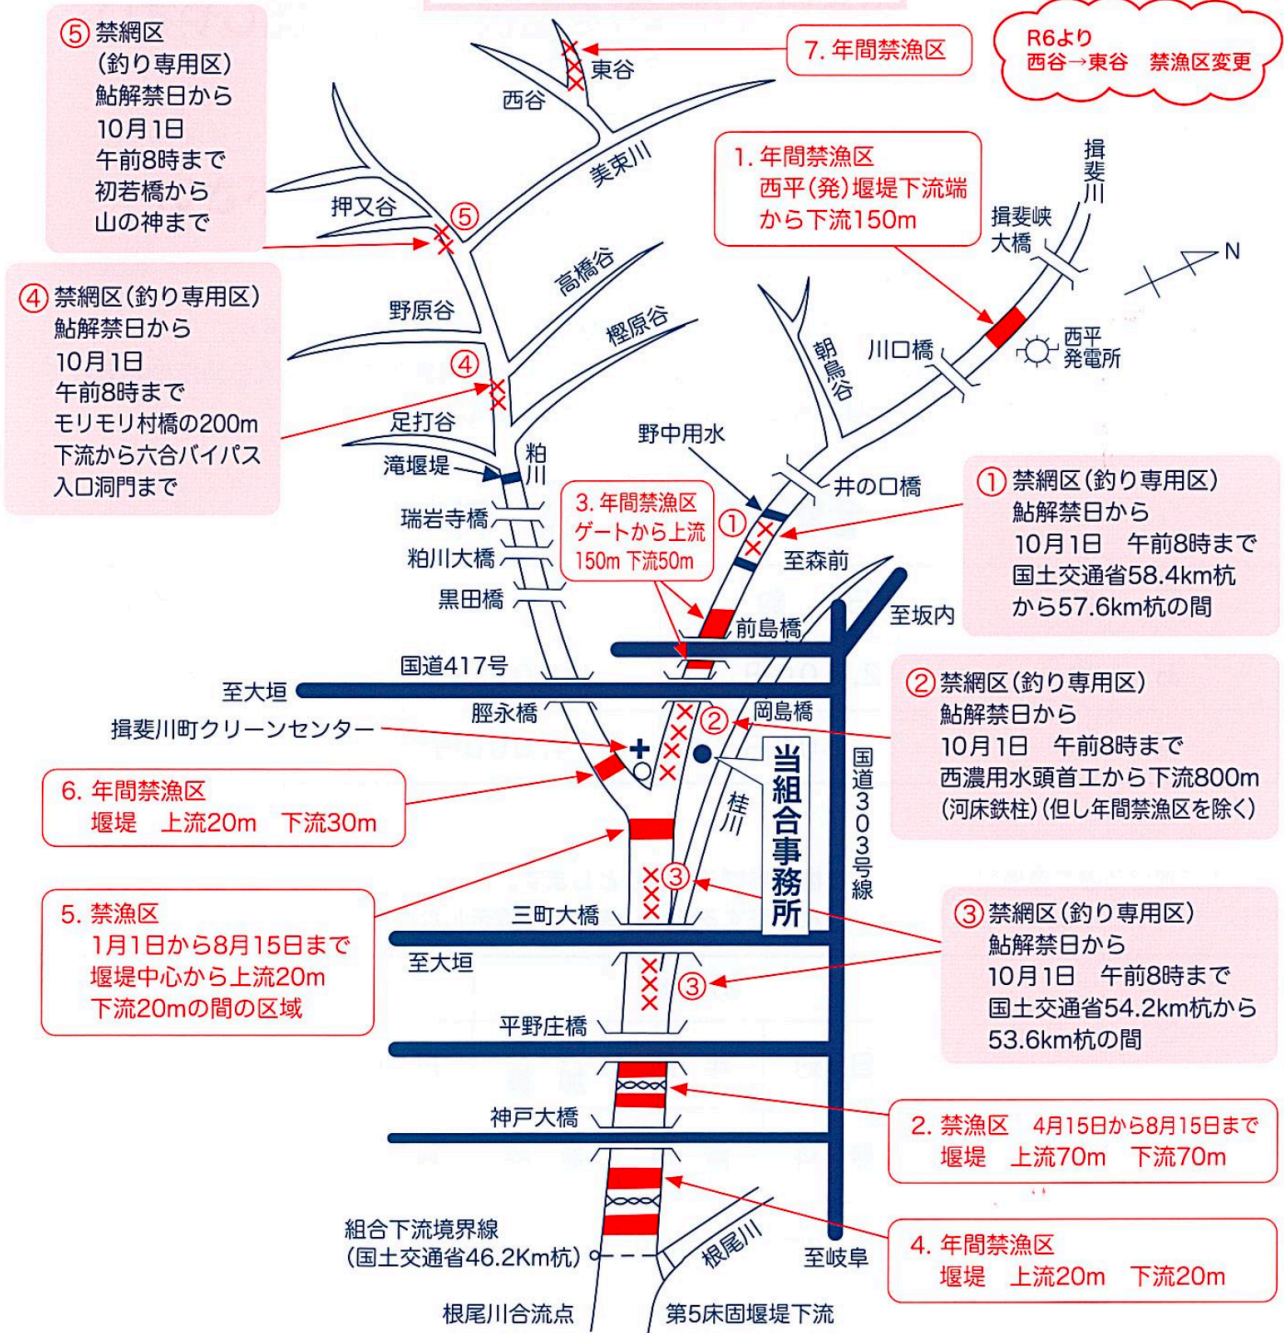 ⑤ 禁網区
(釣り専用区)
鮎解禁日から
10月1日
午前8時まで
初若橋から
山の神まで
7. 年間禁漁区
R6より
西谷→東谷　禁漁区変更
東谷
西谷
美束川
1. 年間禁漁区
西平(発)堰堤下流端
から下流150m
揖斐川
揖斐峡
大橋
N
押又谷
⑤
④ 禁網区(釣り専用区)
鮎解禁日から
10月1日
午前8時まで
モリモリ村橋の200m
下流から六合バイパス
入口洞門まで
高橋谷
野原谷
樫原谷
④
朝鳥谷
川口橋
西平
発電所
足打谷
滝堰堤
粕川
野中用水
井の口橋
瑞岩寺橋
粕川大橋
黒田橋
3. 年間禁漁区
ゲートから上流
150m 下流50m
①
至森前
① 禁網区(釣り専用区)
鮎解禁日から
10月1日　午前8時まで
国土交通省58.4km杭
から57.6km杭の間
前島橋
至坂内
国道417号
至大垣
脛永橋
岡島橋
②
② 禁網区(釣り専用区)
鮎解禁日から
10月1日　午前8時まで
西濃用水頭首工から下流800m
(河床鉄柱)(但し年間禁漁区を除く)
揖斐川町クリーンセンター
当組合事務所
桂川
国道303号線
6. 年間禁漁区
堰堤　上流20m　下流30m
5. 禁漁区
1月1日から8月15日まで
堰堤中心から上流20m
下流20mの間の区域
③
三町大橋
至大垣
③
③ 禁網区(釣り専用区)
鮎解禁日から
10月1日　午前8時まで
国土交通省54.2km杭から
53.6km杭の間
平野庄橋
神戸大橋
2. 禁漁区　4月15日から8月15日まで
堰堤　上流70m　下流70m
組合下流境界線
(国土交通省46.2Km杭)
根尾川
至岐阜
4. 年間禁漁区
堰堤　上流20m　下流20m
根尾川合流点
第5床固堰堤下流